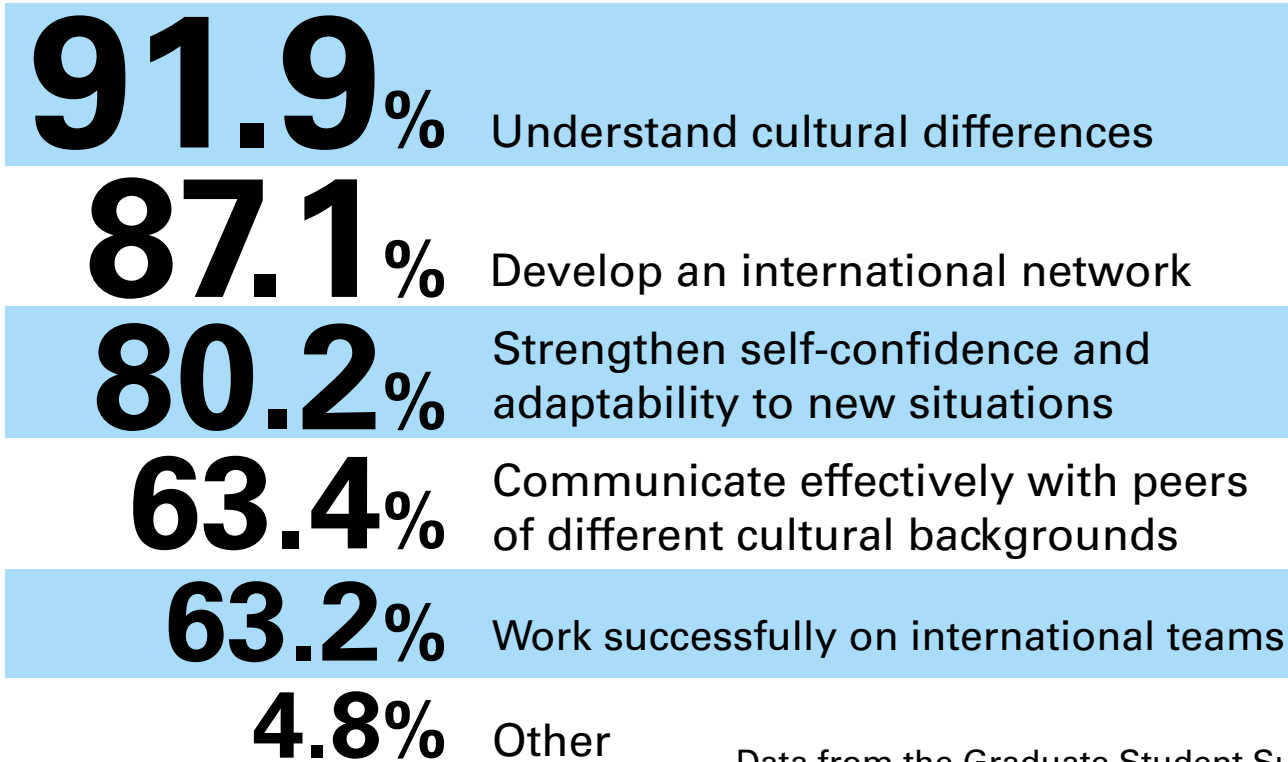 91.9% Understand cultural differences
87.1% Develop an international network
80.2% Strengthen self-confidence and
adaptability to new situations
63.4% Communicate effectively with peers
of different cultural backgrounds
63.2% Work successfully on international teams
4.8% Other
Data from the Graduate Student